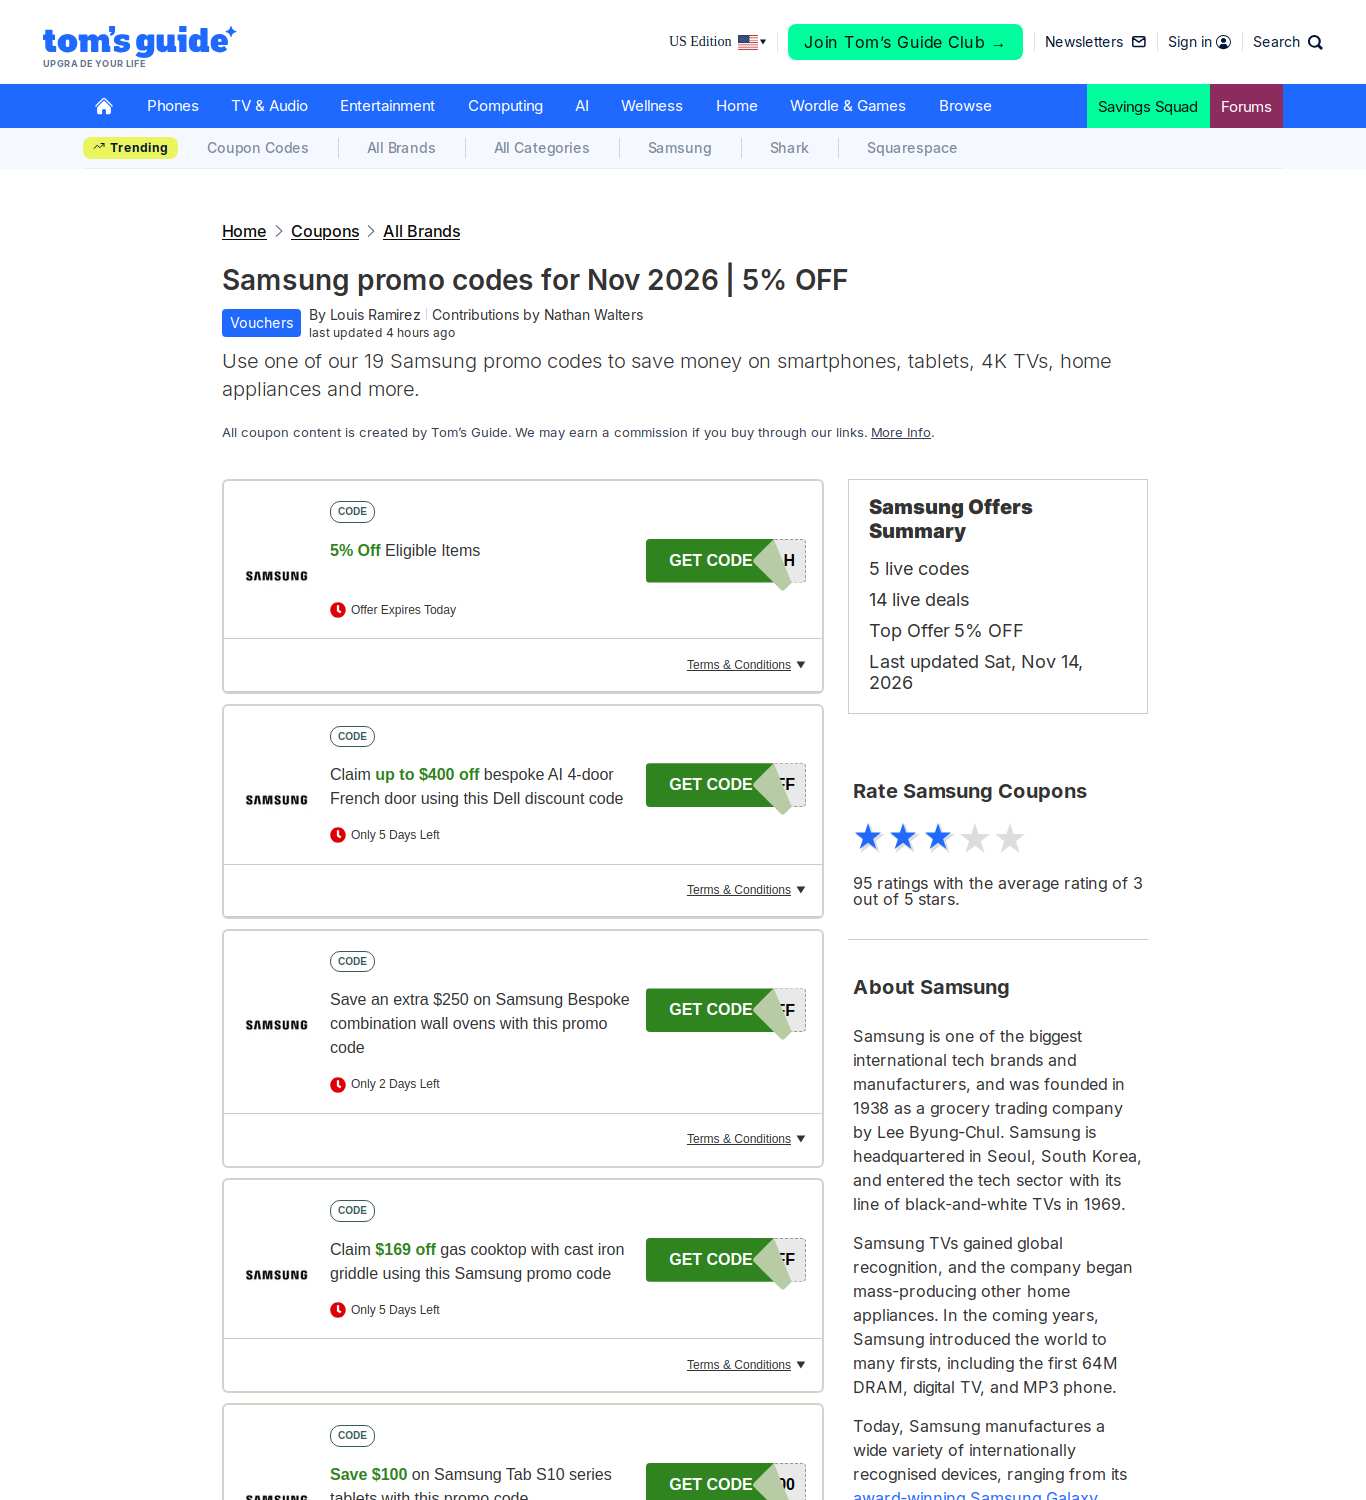 tom's guide
UPGRADE YOUR LIFE
US Edition
Join Tom's Guide Club →
Newsletters
Sign in
Search
Phones
TV & Audio
Entertainment
Computing
AI
Wellness
Home
Wordle & Games
Browse
Savings Squad
Forums
Trending
Coupon Codes
All Brands
All Categories
Samsung
Shark
Squarespace
Home
Coupons
All Brands
Samsung promo codes for Nov 2026 | 5% OFF
Vouchers
By Louis Ramirez
Contributions by Nathan Walters
last updated 4 hours ago
Use one of our 19 Samsung promo codes to save money on smartphones, tablets, 4K TVs, home
appliances and more.
All coupon content is created by Tom's Guide. We may earn a commission if you buy through our links. More Info.
CODE
5% Off Eligible Items
SAMSUNG
GET CODE
H
Offer Expires Today
Terms & Conditions
CODE
Claim up to $400 off bespoke AI 4-door
French door using this Dell discount code
SAMSUNG
GET CODE
FF
Only 5 Days Left
Terms & Conditions
CODE
Save an extra $250 on Samsung Bespoke
combination wall ovens with this promo
code
SAMSUNG
GET CODE
FF
Only 2 Days Left
Terms & Conditions
CODE
Claim $169 off gas cooktop with cast iron
griddle using this Samsung promo code
SAMSUNG
GET CODE
FF
Only 5 Days Left
Terms & Conditions
CODE
Save $100 on Samsung Tab S10 series
tablets with this promo code
SAMSUNG
GET CODE
00
Samsung Offers
Summary
5 live codes
14 live deals
Top Offer 5% OFF
Last updated Sat, Nov 14,
2026
Rate Samsung Coupons
95 ratings with the average rating of 3
out of 5 stars.
About Samsung
Samsung is one of the biggest
international tech brands and
manufacturers, and was founded in
1938 as a grocery trading company
by Lee Byung-Chul. Samsung is
headquartered in Seoul, South Korea,
and entered the tech sector with its
line of black-and-white TVs in 1969.
Samsung TVs gained global
recognition, and the company began
mass-producing other home
appliances. In the coming years,
Samsung introduced the world to
many firsts, including the first 64M
DRAM, digital TV, and MP3 phone.
Today, Samsung manufactures a
wide variety of internationally
recognised devices, ranging from its
award-winning Samsung Galaxy